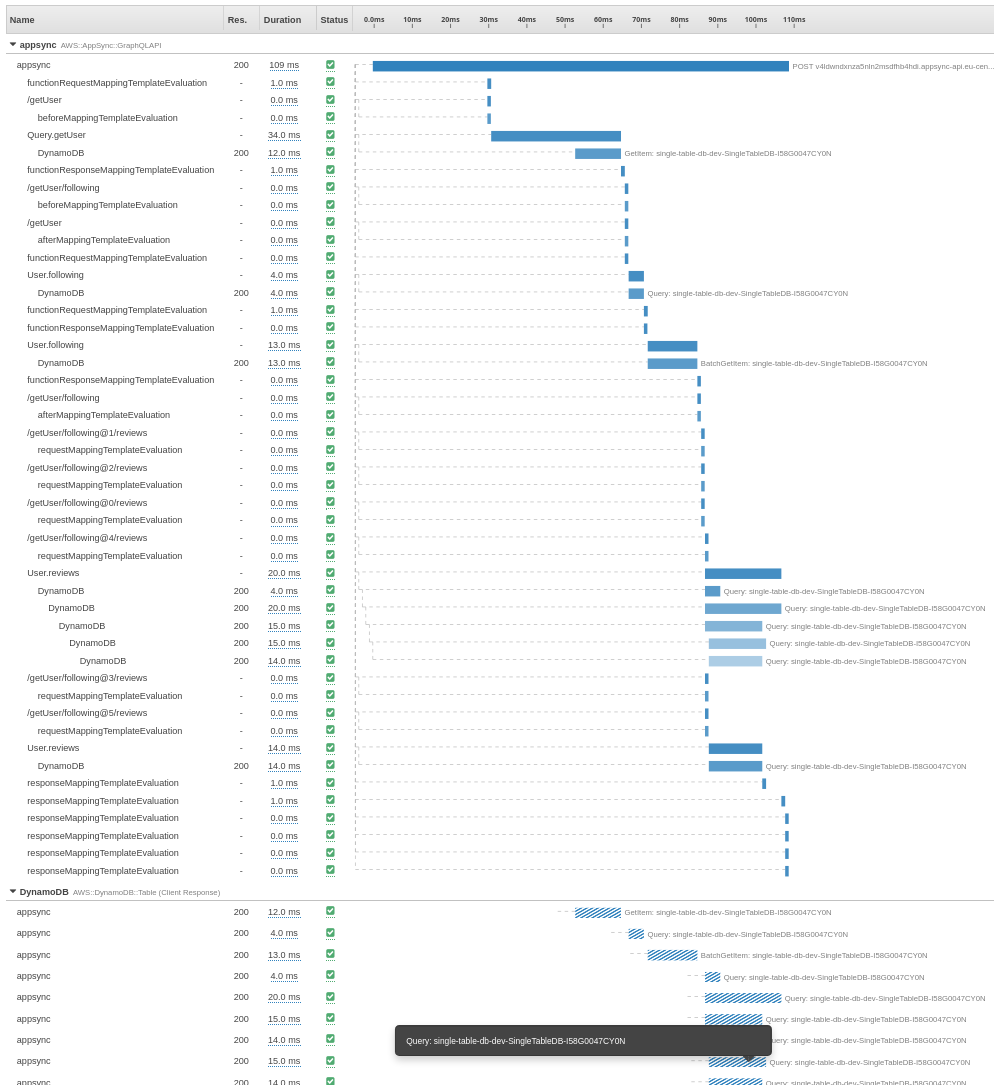 Name Res. Duration Status 0.0ms 10ms 20ms 30ms 40ms 50ms 60ms 70ms 80ms 90ms 100ms 110ms
appsync AWS::AppSync::GraphQLAPI
appsync 200 109 ms POST v4ldwndxnza5nln2msdfhb4hdi.appsync-api.eu-cen...
functionRequestMappingTemplateEvaluation - 1.0 ms
/getUser - 0.0 ms
beforeMappingTemplateEvaluation - 0.0 ms
Query.getUser - 34.0 ms
DynamoDB 200 12.0 ms GetItem: single-table-db-dev-SingleTableDB-I58G0047CY0N
functionResponseMappingTemplateEvaluation - 1.0 ms
/getUser/following - 0.0 ms
beforeMappingTemplateEvaluation - 0.0 ms
/getUser - 0.0 ms
afterMappingTemplateEvaluation - 0.0 ms
functionRequestMappingTemplateEvaluation - 0.0 ms
User.following - 4.0 ms
DynamoDB 200 4.0 ms Query: single-table-db-dev-SingleTableDB-I58G0047CY0N
functionRequestMappingTemplateEvaluation - 1.0 ms
functionResponseMappingTemplateEvaluation - 0.0 ms
User.following - 13.0 ms
DynamoDB 200 13.0 ms BatchGetItem: single-table-db-dev-SingleTableDB-I58G0047CY0N
functionResponseMappingTemplateEvaluation - 0.0 ms
/getUser/following - 0.0 ms
afterMappingTemplateEvaluation - 0.0 ms
/getUser/following@1/reviews - 0.0 ms
requestMappingTemplateEvaluation - 0.0 ms
/getUser/following@2/reviews - 0.0 ms
requestMappingTemplateEvaluation - 0.0 ms
/getUser/following@0/reviews - 0.0 ms
requestMappingTemplateEvaluation - 0.0 ms
/getUser/following@4/reviews - 0.0 ms
requestMappingTemplateEvaluation - 0.0 ms
User.reviews - 20.0 ms
DynamoDB 200 4.0 ms Query: single-table-db-dev-SingleTableDB-I58G0047CY0N
DynamoDB 200 20.0 ms Query: single-table-db-dev-SingleTableDB-I58G0047CY0N
DynamoDB 200 15.0 ms Query: single-table-db-dev-SingleTableDB-I58G0047CY0N
DynamoDB 200 15.0 ms Query: single-table-db-dev-SingleTableDB-I58G0047CY0N
DynamoDB 200 14.0 ms Query: single-table-db-dev-SingleTableDB-I58G0047CY0N
/getUser/following@3/reviews - 0.0 ms
requestMappingTemplateEvaluation - 0.0 ms
/getUser/following@5/reviews - 0.0 ms
requestMappingTemplateEvaluation - 0.0 ms
User.reviews - 14.0 ms
DynamoDB 200 14.0 ms Query: single-table-db-dev-SingleTableDB-I58G0047CY0N
responseMappingTemplateEvaluation - 1.0 ms
responseMappingTemplateEvaluation - 1.0 ms
responseMappingTemplateEvaluation - 0.0 ms
responseMappingTemplateEvaluation - 0.0 ms
responseMappingTemplateEvaluation - 0.0 ms
responseMappingTemplateEvaluation - 0.0 ms
DynamoDB AWS::DynamoDB::Table (Client Response)
appsync 200 12.0 ms GetItem: single-table-db-dev-SingleTableDB-I58G0047CY0N
appsync 200 4.0 ms Query: single-table-db-dev-SingleTableDB-I58G0047CY0N
appsync 200 13.0 ms BatchGetItem: single-table-db-dev-SingleTableDB-I58G0047CY0N
appsync 200 4.0 ms Query: single-table-db-dev-SingleTableDB-I58G0047CY0N
appsync 200 20.0 ms Query: single-table-db-dev-SingleTableDB-I58G0047CY0N
appsync 200 15.0 ms Query: single-table-db-dev-SingleTableDB-I58G0047CY0N
appsync 200 14.0 ms Query: single-table-db-dev-SingleTableDB-I58G0047CY0N single-table-db-dev-SingleTableDB-I58G0047CY0N
appsync 200 15.0 ms Query: single-table-db-dev-SingleTableDB-I58G0047CY0N
appsync 200 14.0 ms Query: single-table-db-dev-SingleTableDB-I58G0047CY0N